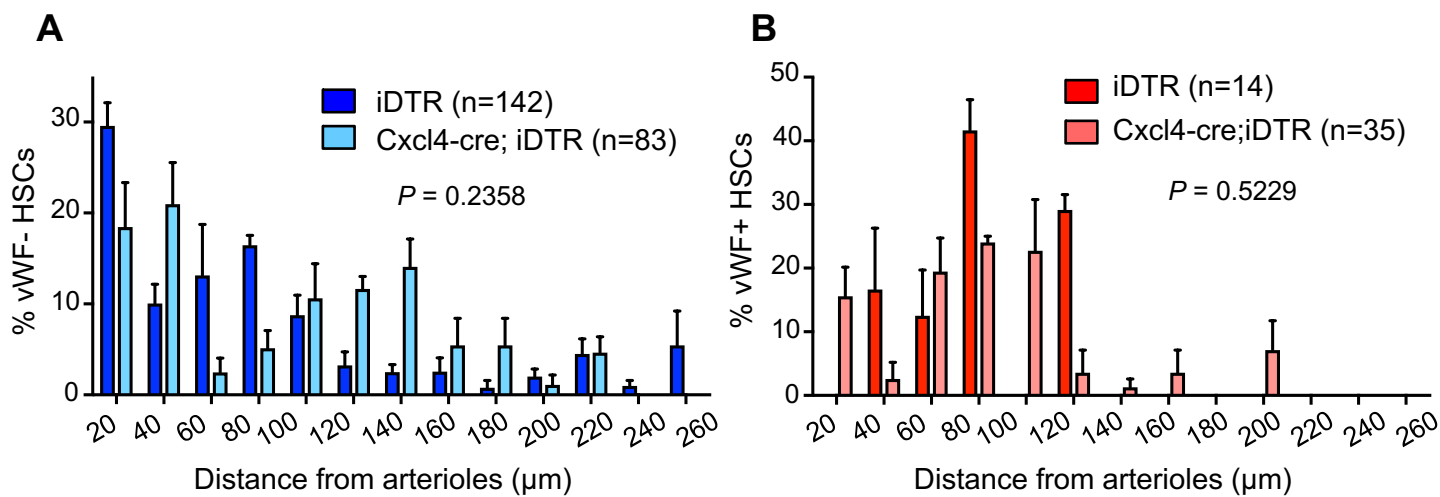 A
% vWF- HSCs
30
20
10
0
iDTR (n=142)
Cxcl4-cre; iDTR (n=83)
P = 0.2358
20 40 60 80 100 120 140 160 180 200 220 240 260
Distance from arterioles (µm)
B
% vWF+ HSCs
50
40
30
20
10
0
iDTR (n=14)
Cxcl4-cre;iDTR (n=35)
P = 0.5229
20 40 60 80 100 120 140 160 180 200 220 240 260
Distance from arterioles (µm)